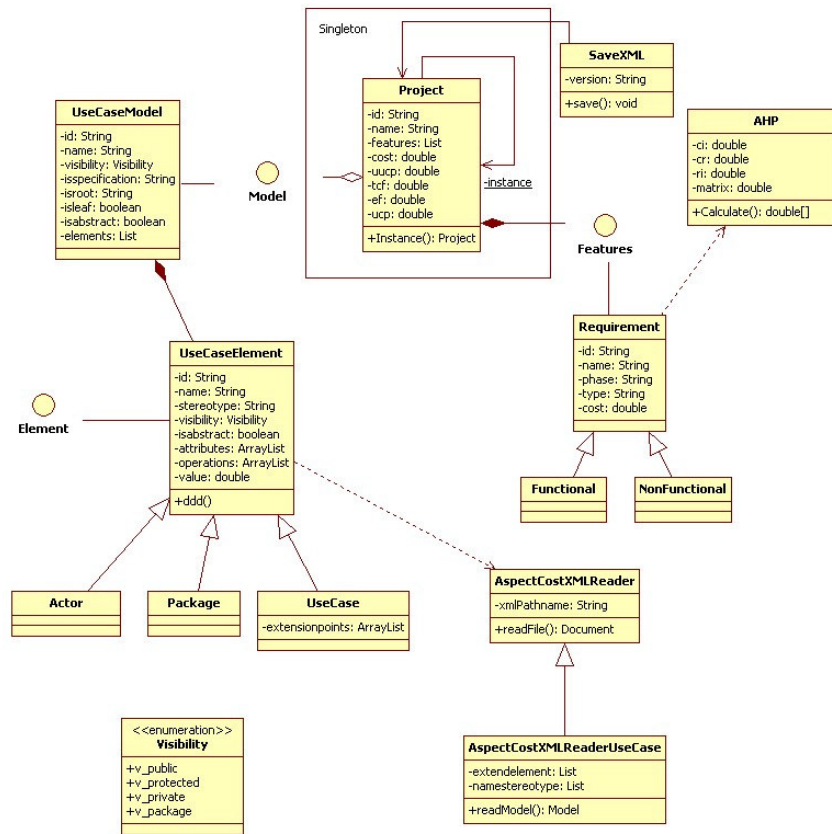 Singleton
SaveXML
-version: String
+save(): void
Project
-id: String
-name: String
-features: List
-cost: double
-uucp: double
-tcf: double
-ef: double
-ucp: double
+Instance(): Project
-instance
UseCaseModel
-id: String
-name: String
-visibility: Visibility
-isspecification: String
-isroot: String
-isleaf: boolean
-isabstract: boolean
-elements: List
Model
AHP
-ci: double
-cr: double
-ri: double
-matrix: double
+Calculate(): double[]
Features
Requirement
-id: String
-name: String
-phase: String
-type: String
-cost: double
UseCaseElement
-id: String
-name: String
-stereotype: String
-visibility: Visibility
-isabstract: boolean
-attributes: ArrayList
-operations: ArrayList
-value: double
+ddd()
Element
Functional
NonFunctional
Actor
Package
UseCase
-extensionpoints: ArrayList
AspectCostXMLReader
-xmlPathname: String
+readFile(): Document
<<enumeration>>
Visibility
+v_public
+v_protected
+v_private
+v_package
AspectCostXMLReaderUseCase
-extendelement: List
-namestereotype: List
+readModel(): Model